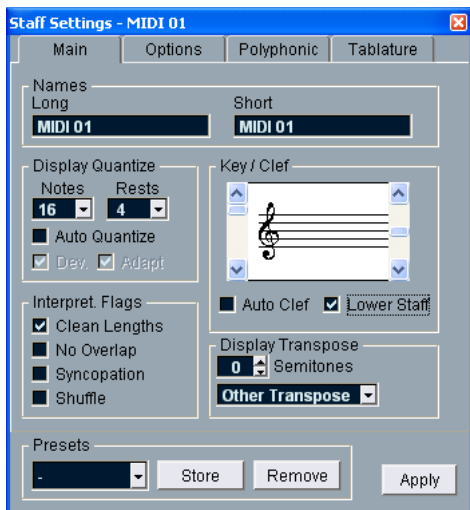 Staff Settings - MIDI 01
Main Options Polyphonic Tablature
Names
Long Short
MIDI 01 MIDI 01
Display Quantize
Notes Rests
16 4
Auto Quantize
Dev. Adapt
Key / Clef
Auto Clef Lower Staff
Interpret. Flags
Clean Lengths
No Overlap
Syncopation
Shuffle
Display Transpose
0 Semitones
Other Transpose
Presets
- Store Remove
Apply